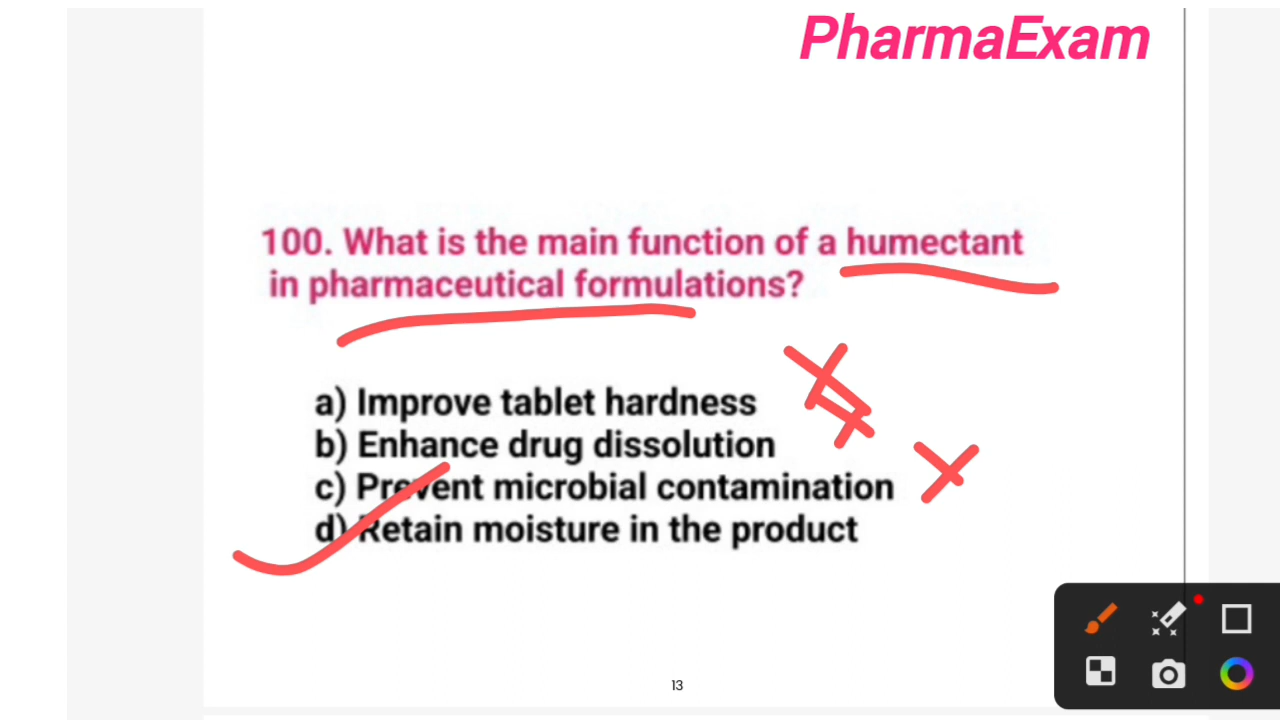 PharmaExam
100. What is the main function of a humectant
in pharmaceutical formulations?
a) Improve tablet hardness
b) Enhance drug dissolution
c) Prevent microbial contamination
d) Retain moisture in the product
13